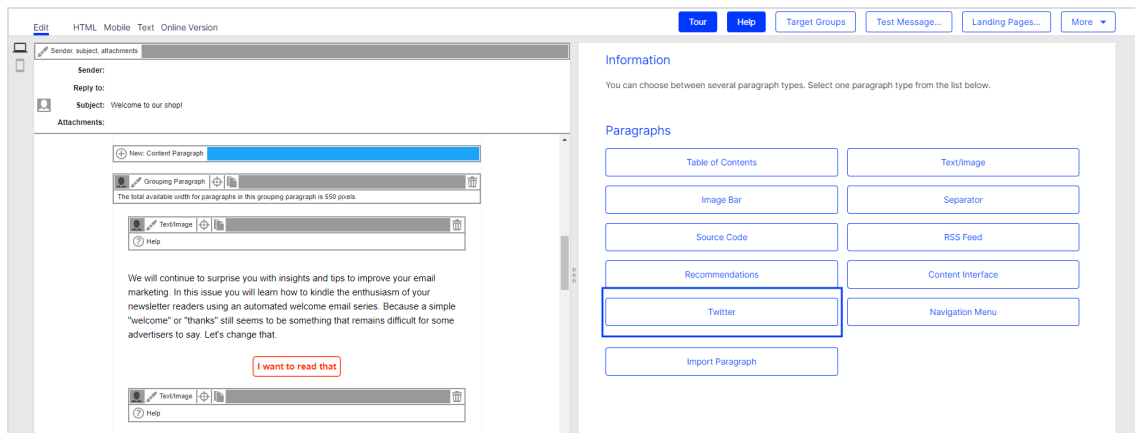 Edit HTML Mobile Text Online Version
Tour Help Target Groups Test Message... Landing Pages... More
Sender, subject, attachments
Sender:
Reply to:
Subject: Welcome to our shop!
Attachments:
New: Content Paragraph
Grouping Paragraph
The total available width for paragraphs in this grouping paragraph is 550 pixels.
Text/Image
Help
We will continue to surprise you with insights and tips to improve your email
marketing. In this issue you will learn how to kindle the enthusiasm of your
newsletter readers using an automated welcome email series. Because a simple
"welcome" or "thanks" still seems to be something that remains difficult for some
advertisers to say. Let's change that.
I want to read that
Text/Image
Help
Information
You can choose between several paragraph types. Select one paragraph type from the list below.
Paragraphs
Table of Contents Text/Image
Image Bar Separator
Source Code RSS Feed
Recommendations Content Interface
Twitter Navigation Menu
Import Paragraph